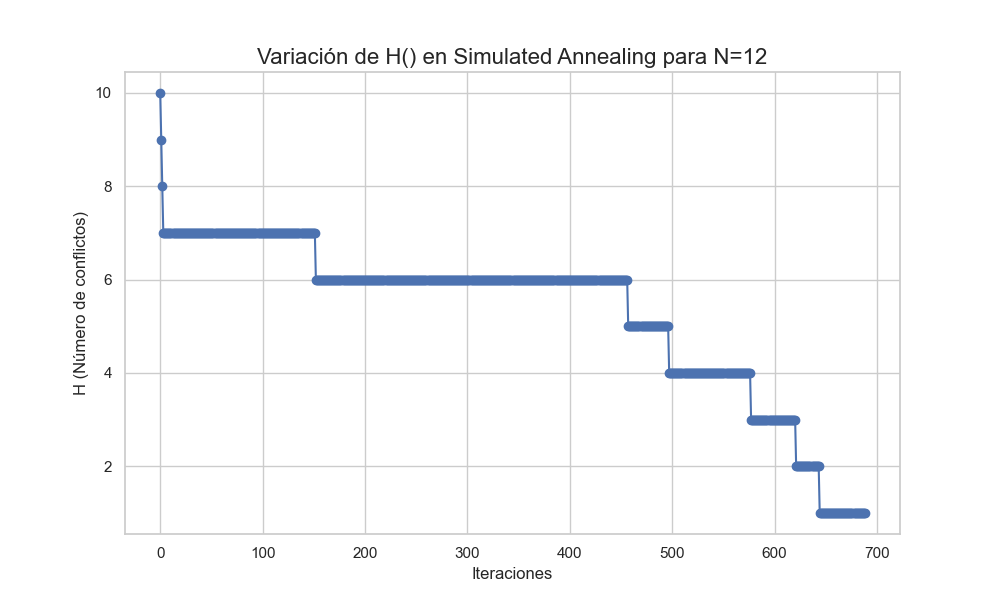 Variación de H() en Simulated Annealing para N=12
H (Número de conflictos)
10
8
6
4
2
0 100 200 300 400 500 600 700
Iteraciones